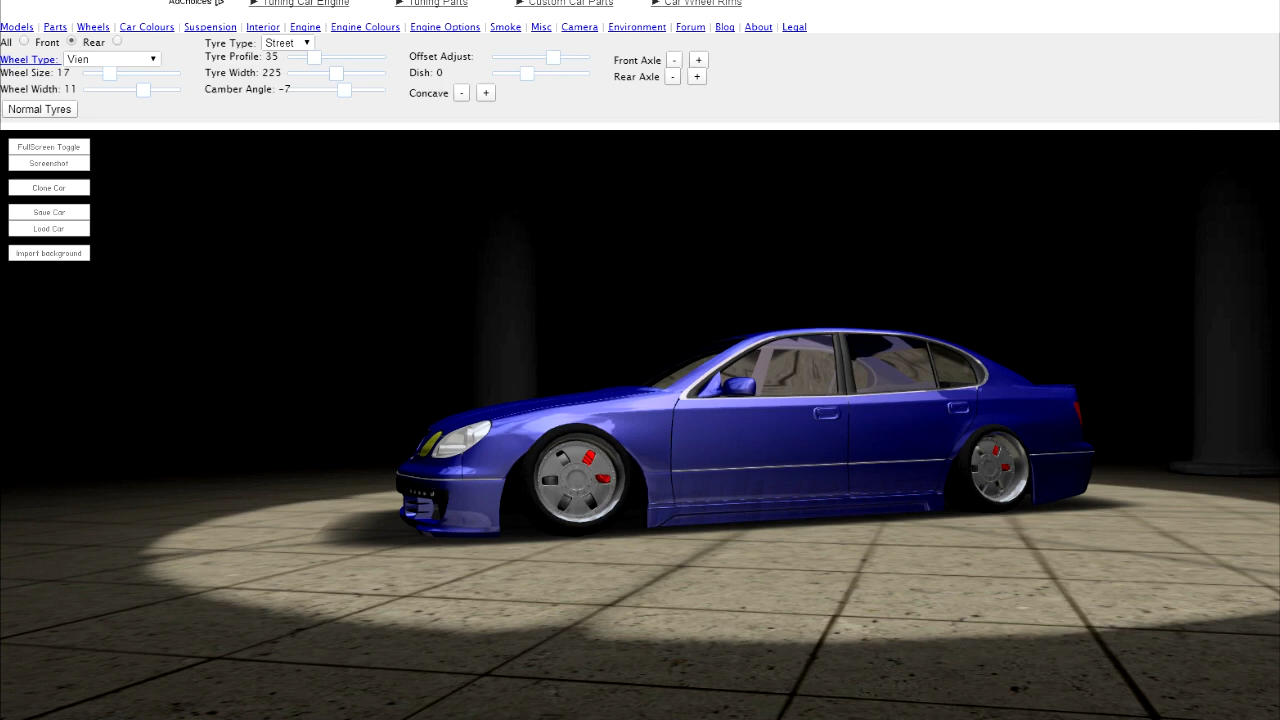 AdChoices ▷ ► Tuning Car Engine ► Tuning Parts ► Custom Car Parts ► Car Wheel Rims
Models | Parts | Wheels | Car Colours | Suspension | Interior | Engine | Engine Colours | Engine Options | Smoke | Misc | Camera | Environment | Forum | Blog | About | Legal
All Front Rear
Wheel Type: Vien
Wheel Size: 17
Wheel Width: 11
Normal Tyres
Tyre Type: Street
Tyre Profile: 35
Tyre Width: 225
Camber Angle: -7
Offset Adjust:
Dish: 0
Concave - +
Front Axle - +
Rear Axle - +
FullScreen Toggle
Screenshot
Clone Car
Save Car
Load Car
Import background